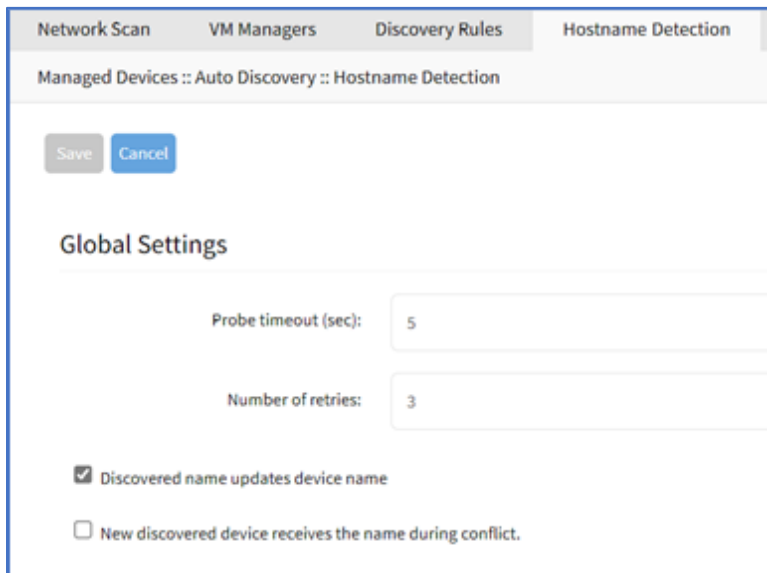 Network Scan VM Managers Discovery Rules Hostname Detection
Managed Devices :: Auto Discovery :: Hostname Detection
Save Cancel
Global Settings
Probe timeout (sec): 5
Number of retries: 3
Discovered name updates device name
New discovered device receives the name during conflict.